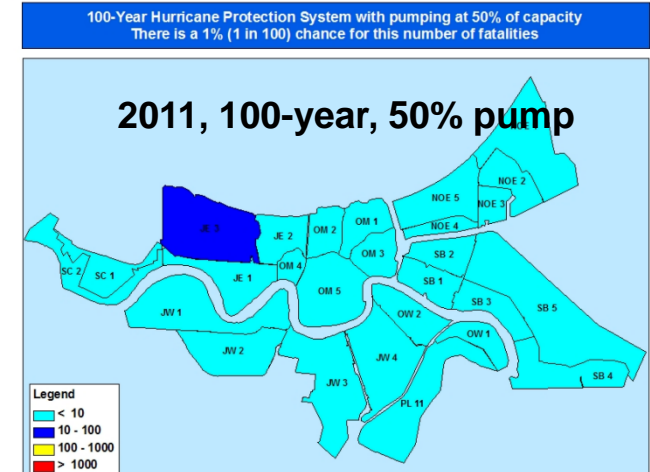 100-Year Hurricane Protection System with pumping at 50% of capacity
There is a 1% (1 in 100) chance for this number of fatalities
2011, 100-year, 50% pump
NOE 2
NOE 5
NOE 3
NOE 4
JE 2
OM 2
OM 1
OM 3
SB 2
SC 2
SC 1
JE 1
OM 4
SB 1
OM 5
SB 3
SB 5
JW 1
OW 2
OW 1
JW 2
JW 4
JW 3
SB 4
PL 11
Legend
< 10
10 - 100
100 - 1000
> 1000